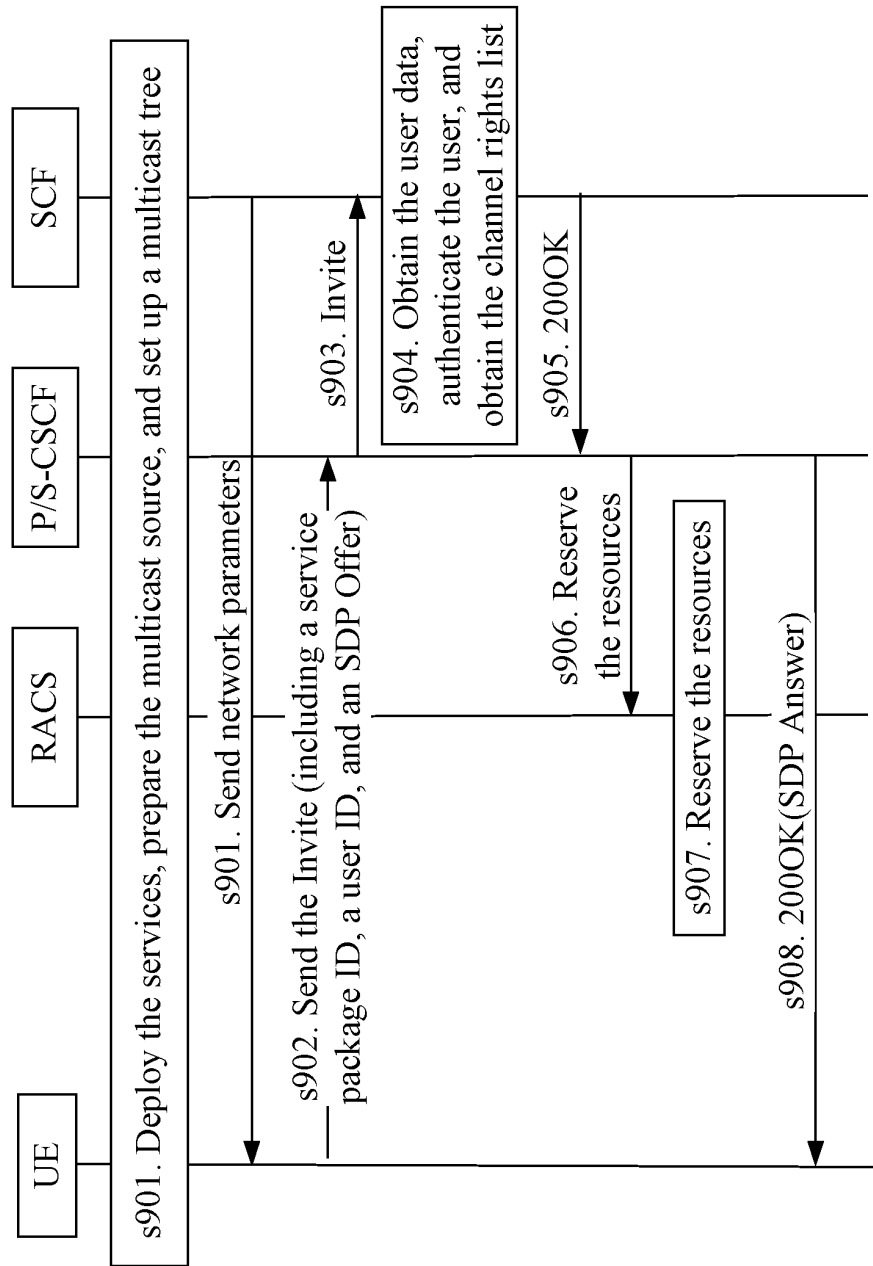 UE
RACS
P/S-CSCF
SCF
s901. Deploy the services, prepare the multicast source, and set up a multicast tree
s901. Send network parameters
s902. Send the Invite (including a service
package ID, a user ID, and an SDP Offer)
s903. Invite
s904. Obtain the user data,
authenticate the user, and
obtain the channel rights list
s905. 200OK
s906. Reserve
the resources
s907. Reserve the resources
s908. 200OK(SDP Answer)